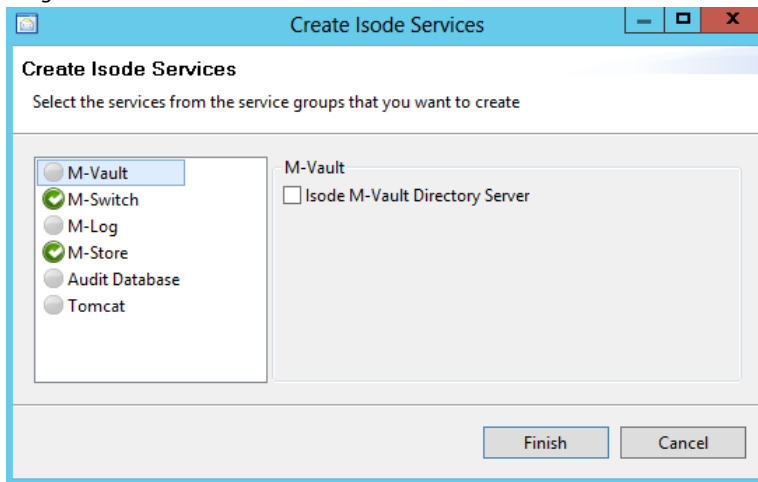 Create Isode Services
X
Create Isode Services
Select the services from the service groups that you want to create
M-Vault
M-Switch
M-Log
M-Store
Audit Database
Tomcat
M-Vault
Isode M-Vault Directory Server
Finish
Cancel